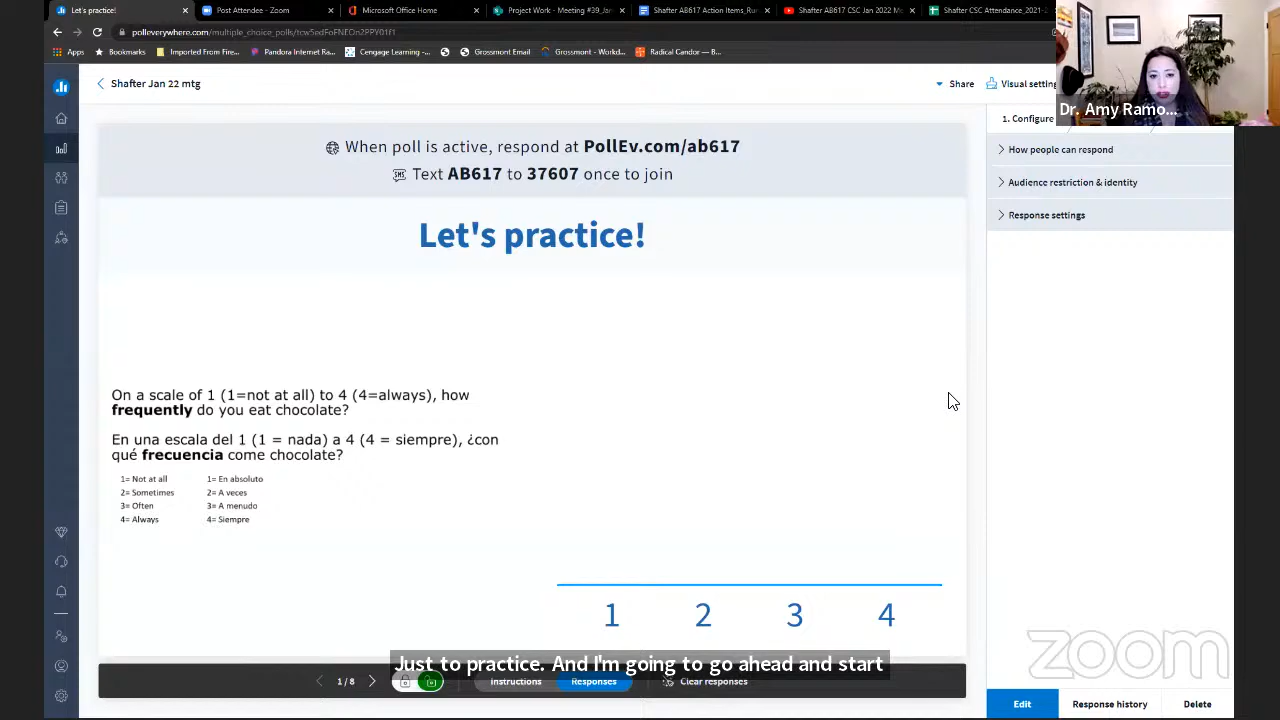 Let's practice!
Post Attendee - Zoom
Microsoft Office Home
Project Work - Meeting #39_Jan
Shafter AB617 Action Items_Ru
Shafter AB617 CSC Jan 2022 M
Shafter CSC Attendance_2021-2
polleverywhere.com/multiple_choice_polls/
Apps
Bookmarks
Imported From Fire...
Pandora Internet Ra...
Cengage Learning -...
Grossmont Email
Grossmont - Workd...
Radical Candor — B...
Dr. Amy Ramo...
Shafter Jan 22 mtg
Share
Visual setting
1. Configure
How people can respond
Audience restriction & identity
Response settings
When poll is active, respond at PollEv.com/ab617
Text AB617 to 37607 once to join
Let's practice!
On a scale of 1 (1=not at all) to 4 (4=always), how
frequently do you eat chocolate?
En una escala del 1 (1 = nada) a 4 (4 = siempre), ¿con
qué frecuencia come chocolate?
1= Not at all 1= En absoluto
2= Sometimes 2= A veces
3= Often 3= A menudo
4= Always 4= Siempre
1 2 3 4
Just to practice. And I'm going to go ahead and start
1 / 8
Instructions
Responses
Clear responses
zoom
Edit
Response history
Delete